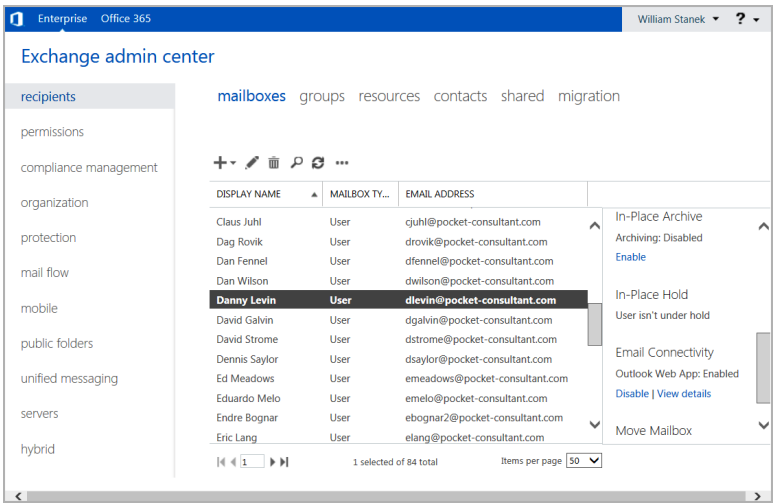 Enterprise Office 365 William Stanek ?
Exchange admin center
recipients
permissions
compliance management
organization
protection
mail flow
mobile
public folders
unified messaging
servers
hybrid
mailboxes groups resources contacts shared migration
DISPLAY NAME MAILBOX TY... EMAIL ADDRESS
Claus Juhl User cjuhl@pocket-consultant.com
Dag Rovik User drovik@pocket-consultant.com
Dan Fennel User dfennel@pocket-consultant.com
Dan Wilson User dwilson@pocket-consultant.com
Danny Levin User dlevin@pocket-consultant.com
David Galvin User dgalvin@pocket-consultant.com
David Strome User dstrome@pocket-consultant.com
Dennis Saylor User dsaylor@pocket-consultant.com
Ed Meadows User emeadows@pocket-consultant.com
Eduardo Melo User emelo@pocket-consultant.com
Endre Bognar User ebognar2@pocket-consultant.com
Eric Lang User elang@pocket-consultant.com
1 1 selected of 84 total Items per page 50
In-Place Archive
Archiving: Disabled
Enable
In-Place Hold
User isn't under hold
Email Connectivity
Outlook Web App: Enabled
Disable | View details
Move Mailbox